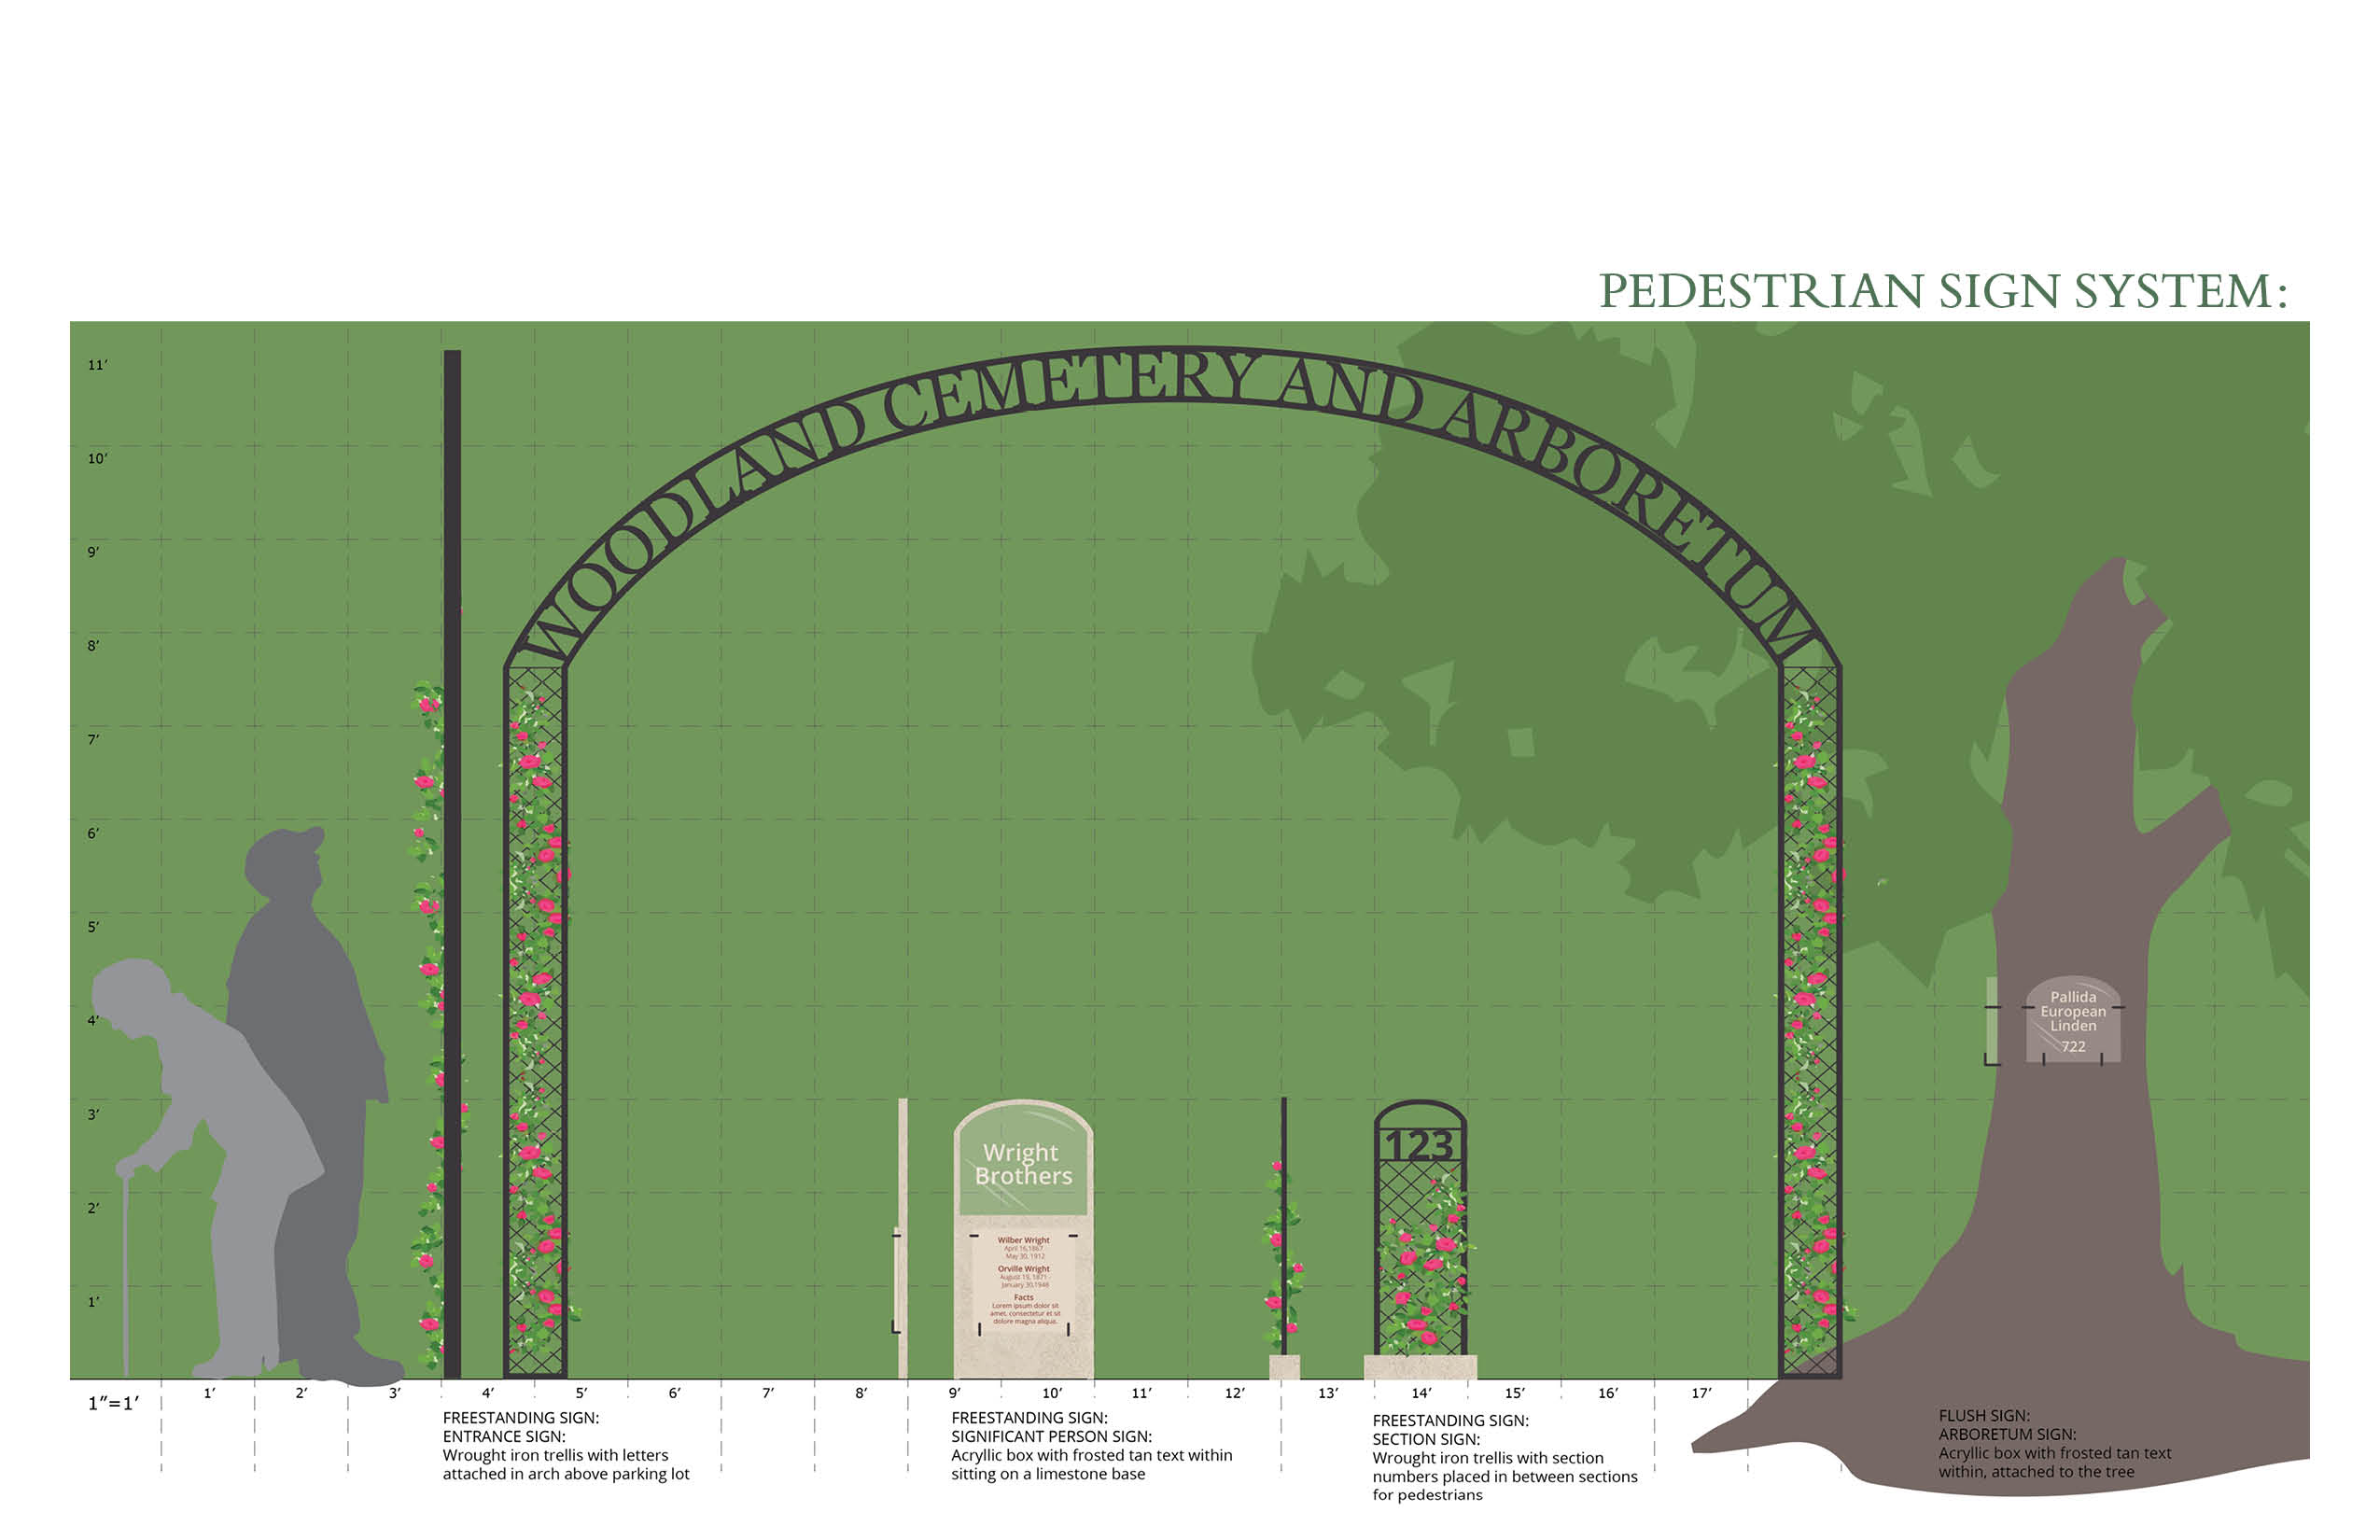 PEDESTRIAN SIGN SYSTEM:
11’
10’
9’
8’
7’
6’
5’
4’
3’
2’
1’
WOODLAND CEMETERY AND ARBORETUM
Wright
Brothers
Wilber Wright
April 16,1867
May 30, 1912
Orville Wright
August 19, 1871 -
January 30,1948
Facts
Lorem ipsum dolor sit
amet, consectetur et sit
dolore magna aliqua.
123
Pallida
European
Linden
722
1”=1’
1’ 2’ 3’ 4’ 5’ 6’ 7’ 8’ 9’ 10’ 11’ 12’ 13’ 14’ 15’ 16’ 17’
FREESTANDING SIGN:
ENTRANCE SIGN:
Wrought iron trellis with letters
attached in arch above parking lot
FREESTANDING SIGN:
SIGNIFICANT PERSON SIGN:
Acryllic box with frosted tan text within
sitting on a limestone base
FREESTANDING SIGN:
SECTION SIGN:
Wrought iron trellis with section
numbers placed in between sections
for pedestrians
FLUSH SIGN:
ARBORETUM SIGN:
Acryllic box with frosted tan text
within, attached to the tree